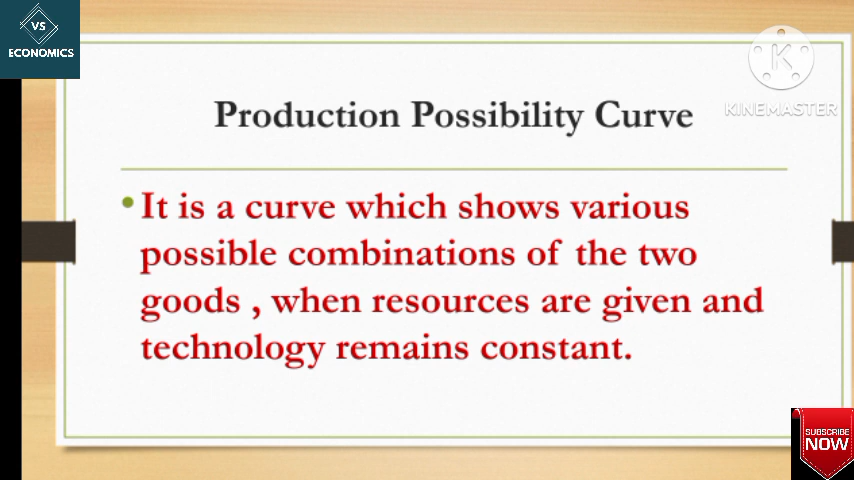 VS
ECONOMICS
K
KINEMASTER
Production Possibility Curve
•It is a curve which shows various
possible combinations of the two
goods , when resources are given and
technology remains constant.
SUBSCRIBE
NOW